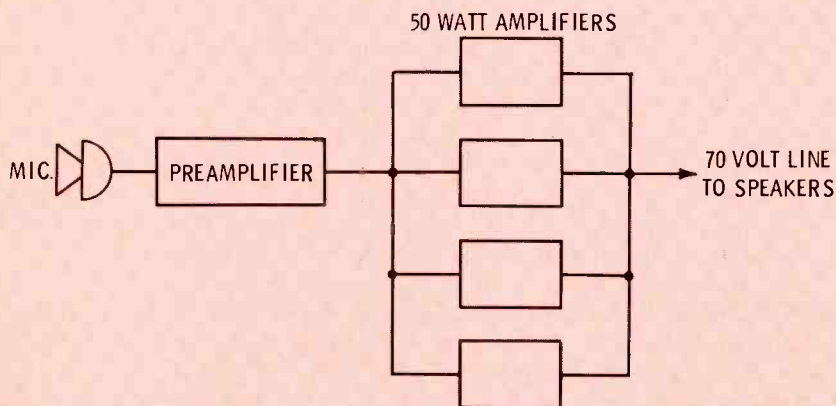 50 WATT AMPLIFIERS
MIC.
PREAMPLIFIER
70 VOLT LINE
TO SPEAKERS